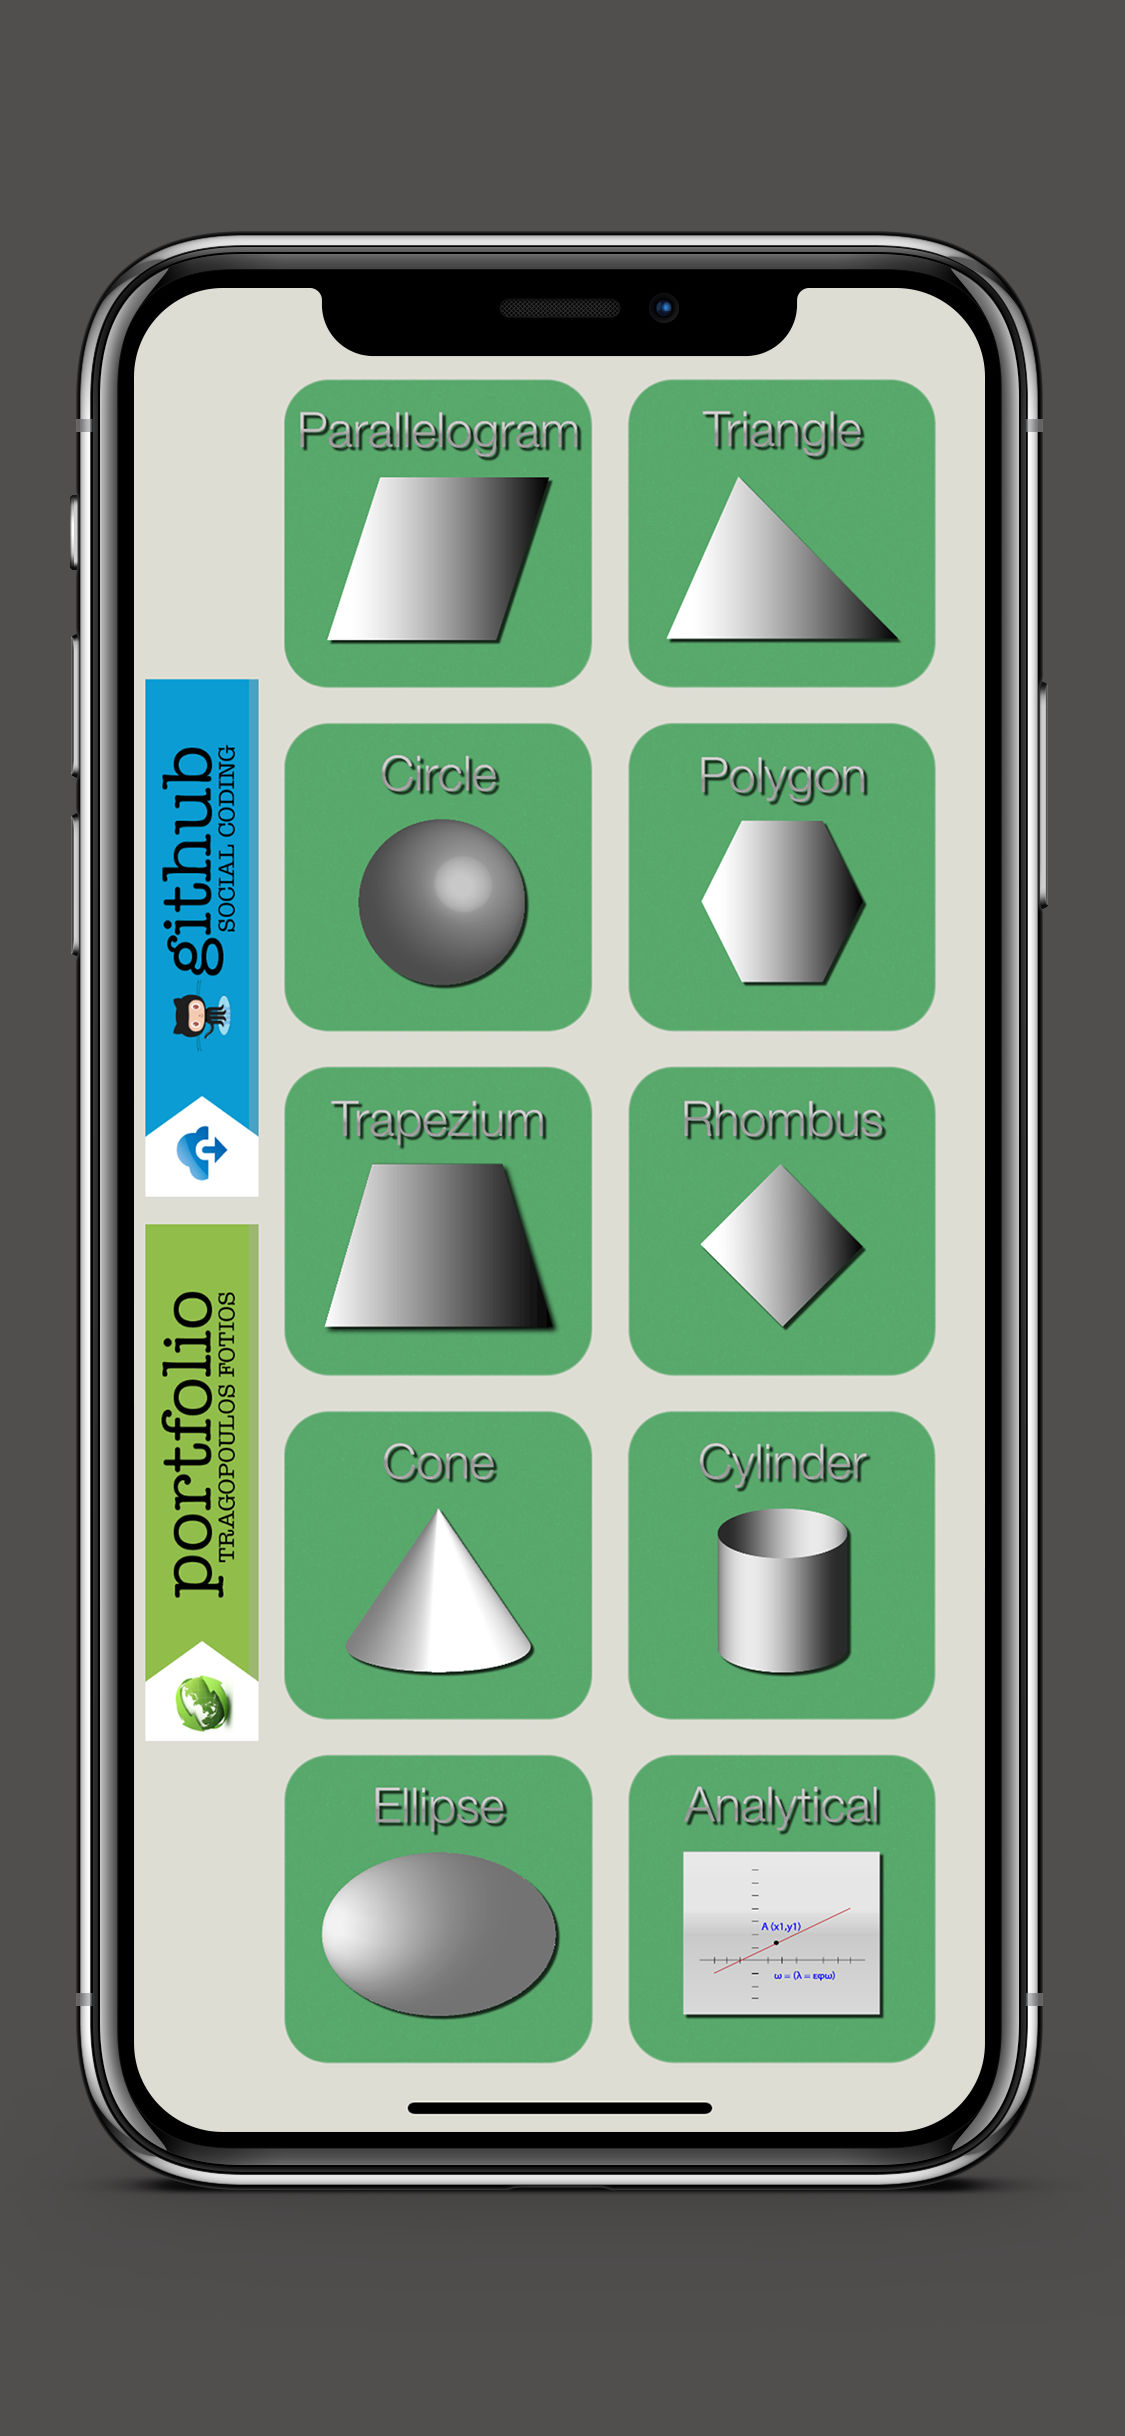 Parallelogram
Triangle
github
SOCIAL CODING
Circle
Polygon
Trapezium
Rhombus
portfolio
TRAGOPOULOS FOTIOS
Cone
Cylinder
Ellipse
Analytical
A (x1,y1)
ω = (λ = εφω)